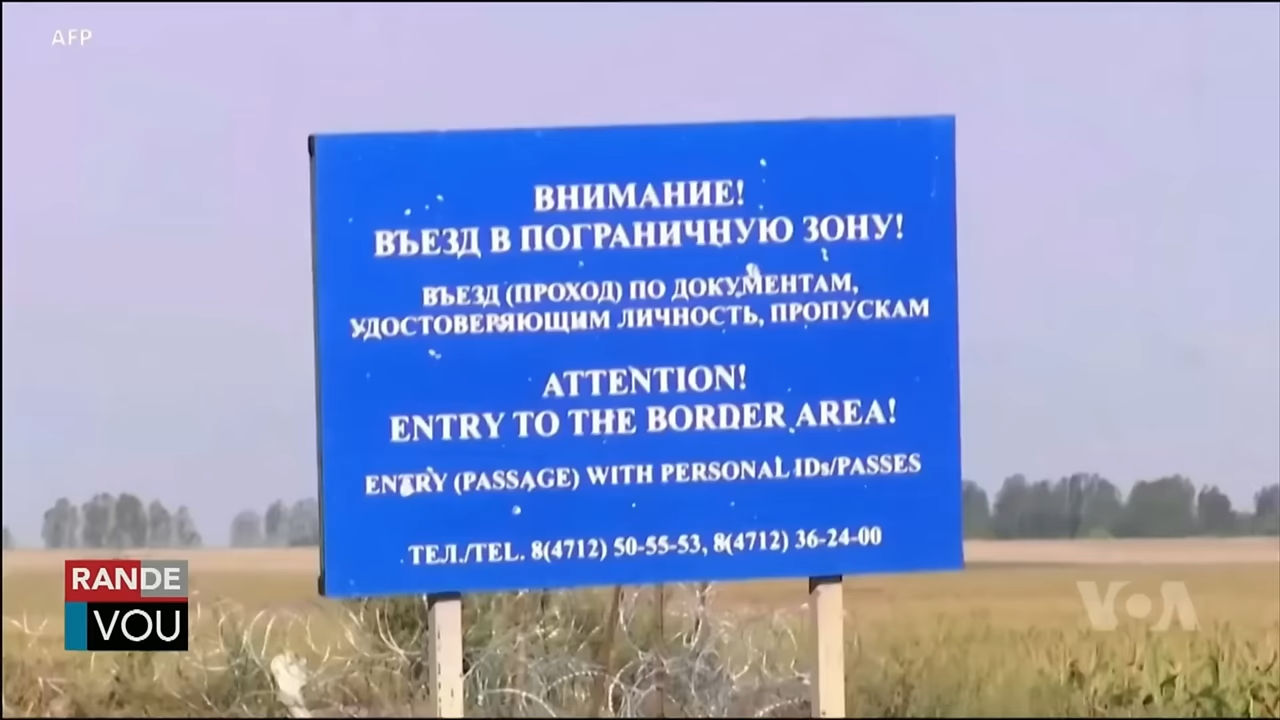 AFP
ВНИМАНИЕ!
ВЪЕЗД В ПОГРАНИЧНУЮ ЗОНУ!
ВЪЕЗД (ПРОХОД) ПО ДОКУМЕНТАМ,
УДОСТОВЕРЯЮЩИМ ЛИЧНОСТЬ, ПРОПУСКАМ
ATTENTION!
ENTRY TO THE BORDER AREA!
ENTRY (PASSAGE) WITH PERSONAL IDs/PASSES
ТЕЛ./TEL. 8(4712) 50-55-53, 8(4712) 36-24-00
RANDE
VOU
VOA